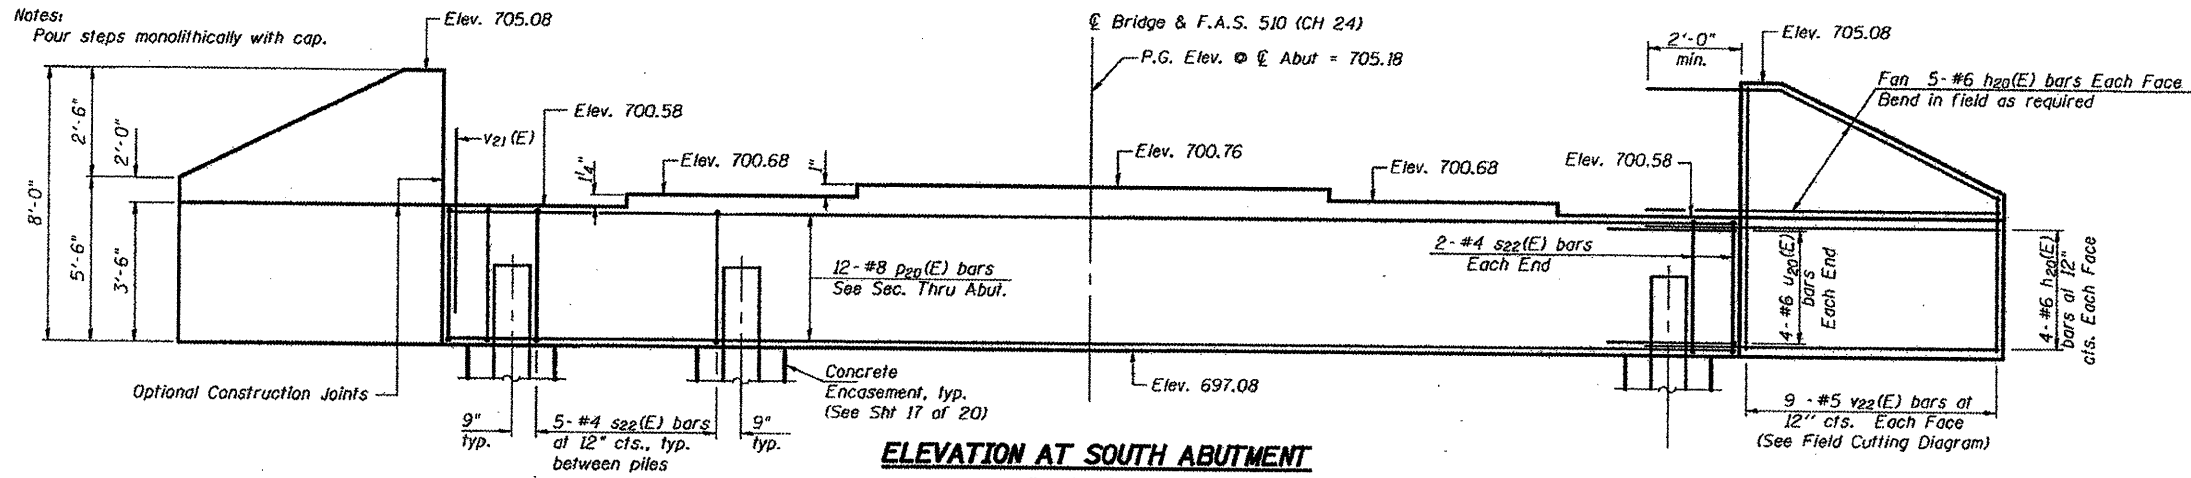 Notes:
Pour steps monolithically with cap.
Elev. 705.08
℄ Bridge & F.A.S. 510 (CH 24)
P.G. Elev. @ ℄ Abut = 705.18
2'-0"
min.
Elev. 705.08
Fan 5-#6 h20(E) bars Each Face
Bend in field as required
8'-0"
2'-6"
2'-0"
5'-6"
3'-6"
v21(E)
Elev. 700.58
1¼"
Elev. 700.68
1"
Elev. 700.76
Elev. 700.68
Elev. 700.58
12-#8 p20(E) bars
See Sec. Thru Abut.
2-#4 s22(E) bars
Each End
4-#6 u20(E)
bars
Each End
4-#6 h20(E)
bars at 12"
cts. Each Face
Optional Construction Joints
Concrete
Encasement, typ.
(See Sht 17 of 20)
Elev. 697.08
9"
typ.
5-#4 s22(E) bars
at 12" cts., typ.
between piles
9"
typ.
9 -#5 v22(E) bars at
12" cts. Each Face
(See Field Cutting Diagram)
ELEVATION AT SOUTH ABUTMENT